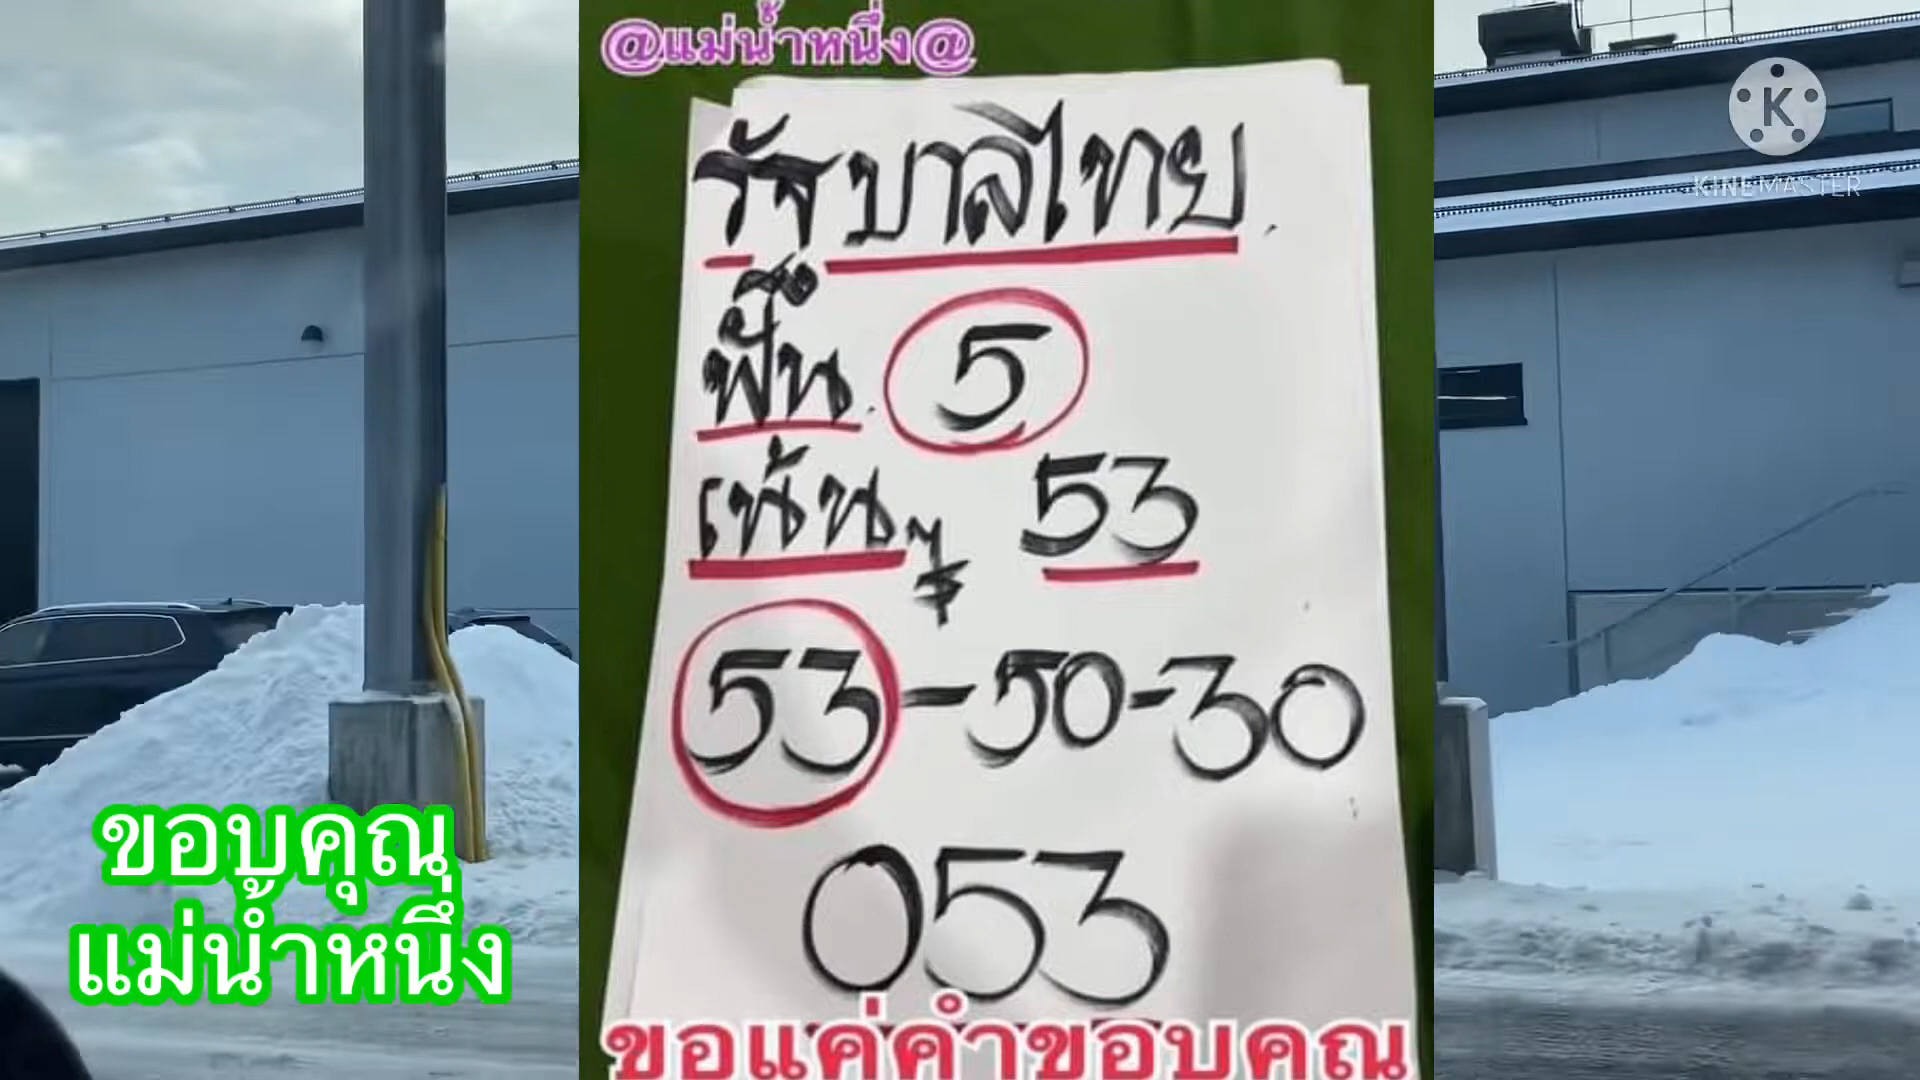 @แม่น้ำหนึ่ง@
รัฐบาลไทย
ฟัน. 5
เน้นๆ 53
53-50-30
053
ขอแค่คำขอบคุณ
ขอบคุณ
แม่น้ำหนึ่ง
K
KINEMASTER